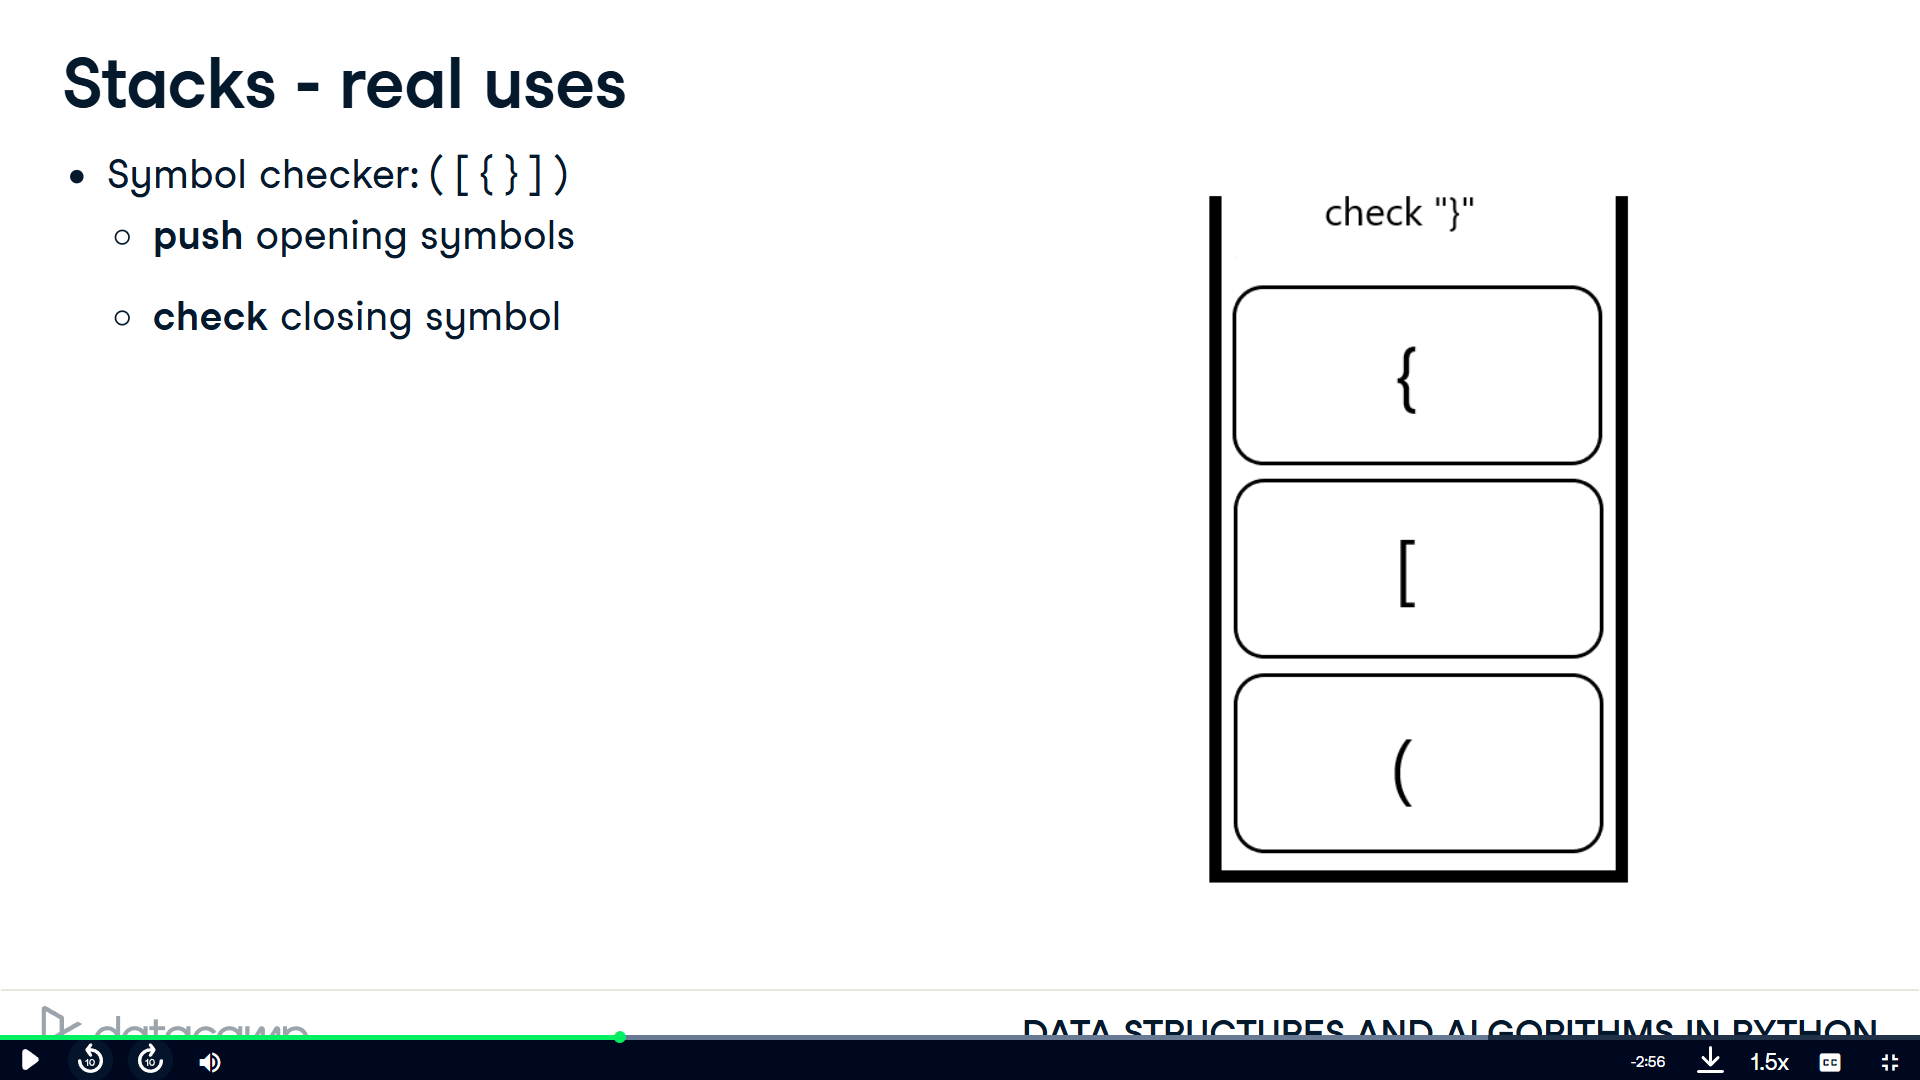 Stacks - real uses
Symbol checker: ( [ { } ] )
push opening symbols
check closing symbol
check "}"
{
[
(
datacamp
DATA STRUCTURES AND ALGORITHMS IN PYTHON
10
10
-2:56
1.5x
CC